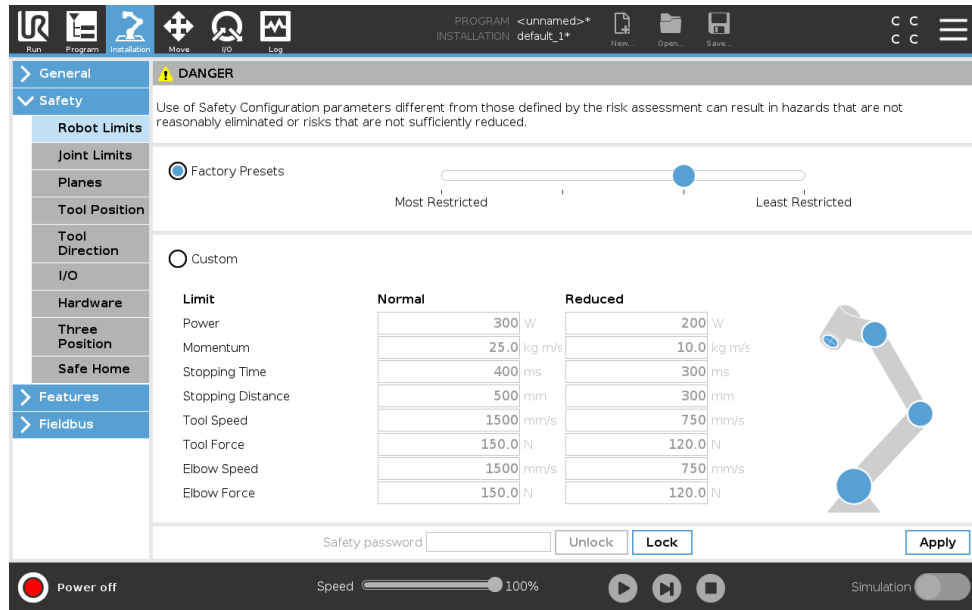 PROGRAM <unnamed>*
INSTALLATION default_1*
C C
C C
Run Program Installation Move I/O Log New... Open... Save...
General
Safety
Robot Limits
Joint Limits
Planes
Tool Position
Tool
Direction
I/O
Hardware
Three
Position
Safe Home
Features
Fieldbus
DANGER
Use of Safety Configuration parameters different from those defined by the risk assessment can result in hazards that are not
reasonably eliminated or risks that are not sufficiently reduced.
Factory Presets
Most Restricted Least Restricted
Custom
Limit Normal Reduced
Power 300 W 200 W
Momentum 25.0 kg m/s 10.0 kg m/s
Stopping Time 400 ms 300 ms
Stopping Distance 500 mm 300 mm
Tool Speed 1500 mm/s 750 mm/s
Tool Force 150.0 N 120.0 N
Elbow Speed 1500 mm/s 750 mm/s
Elbow Force 150.0 N 120.0 N
Safety password Unlock Lock Apply
Power off Speed 100% Simulation